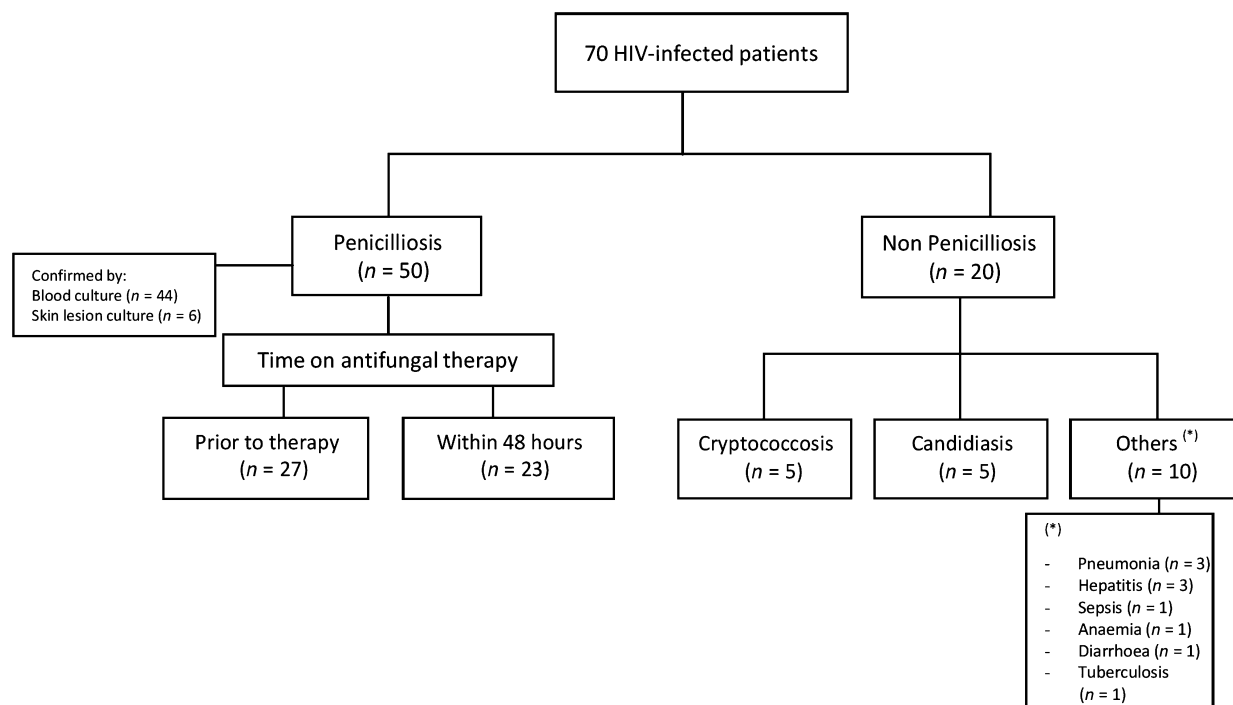 70 HIV-infected patients
Penicilliosis
(n = 50)
Non Penicilliosis
(n = 20)
Confirmed by:
Blood culture (n = 44)
Skin lesion culture (n = 6)
Time on antifungal therapy
Prior to therapy
(n = 27)
Within 48 hours
(n = 23)
Cryptococcosis
(n = 5)
Candidiasis
(n = 5)
Others (*)
(n = 10)
(*)
- Pneumonia (n = 3)
- Hepatitis (n = 3)
- Sepsis (n = 1)
- Anaemia (n = 1)
- Diarrhoea (n = 1)
- Tuberculosis
(n = 1)